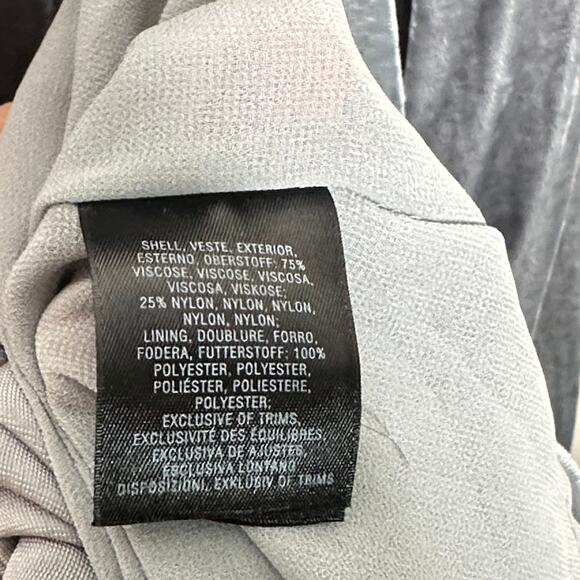 SHELL, VESTE, EXTERIOR,
ESTERNO, OBERSTOFF: 75%
VISCOSE, VISCOSE, VISCOSA,
VISCOSA, VISKOSE;
25% NYLON, NYLON, NYLON,
NYLON, NYLON;
LINING, DOUBLURE, FORRO,
FODERA, FUTTERSTOFF: 100%
POLYESTER, POLYESTER,
POLIÉSTER, POLIESTERE,
POLYESTER;
EXCLUSIVE OF TRIMS,
EXCLUSIVITÉ DES ÉQUILIBRES,
EXCLUSIVA DE AJUSTES,
ESCLUSIVA LUNTANO
DISPOSIZIUNI, EXKLUSIV OF TRIMS